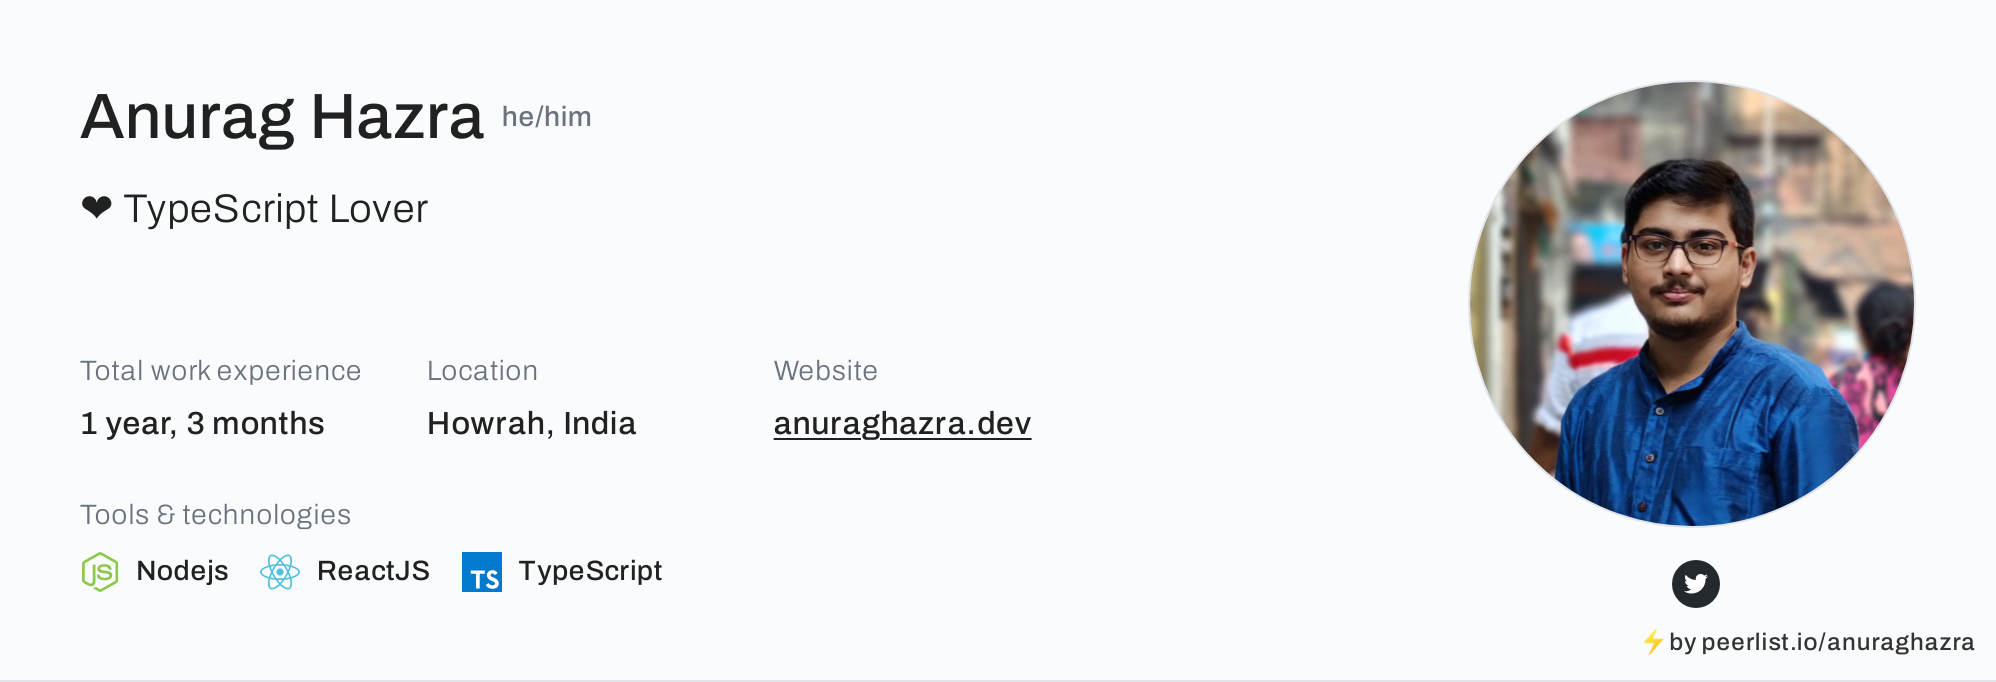 Anurag Hazra he/him
❤ TypeScript Lover
Total work experience
1 year, 3 months
Location
Howrah, India
Website
anuraghazra.dev
Tools & technologies
JS Nodejs ReactJS TS TypeScript
⚡by peerlist.io/anuraghazra